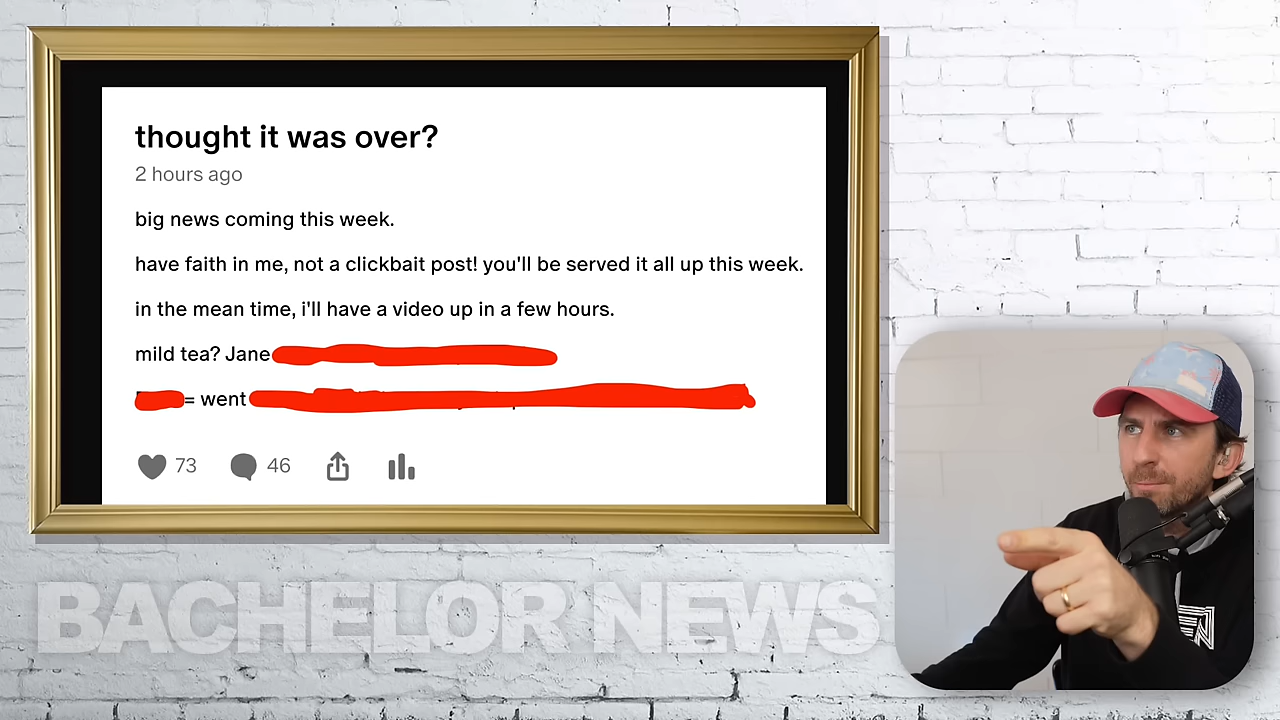 thought it was over?
2 hours ago
big news coming this week.
have faith in me, not a clickbait post! you'll be served it all up this week.
in the mean time, i'll have a video up in a few hours.
mild tea? Jane
= went
73 46
BACHELOR NEWS